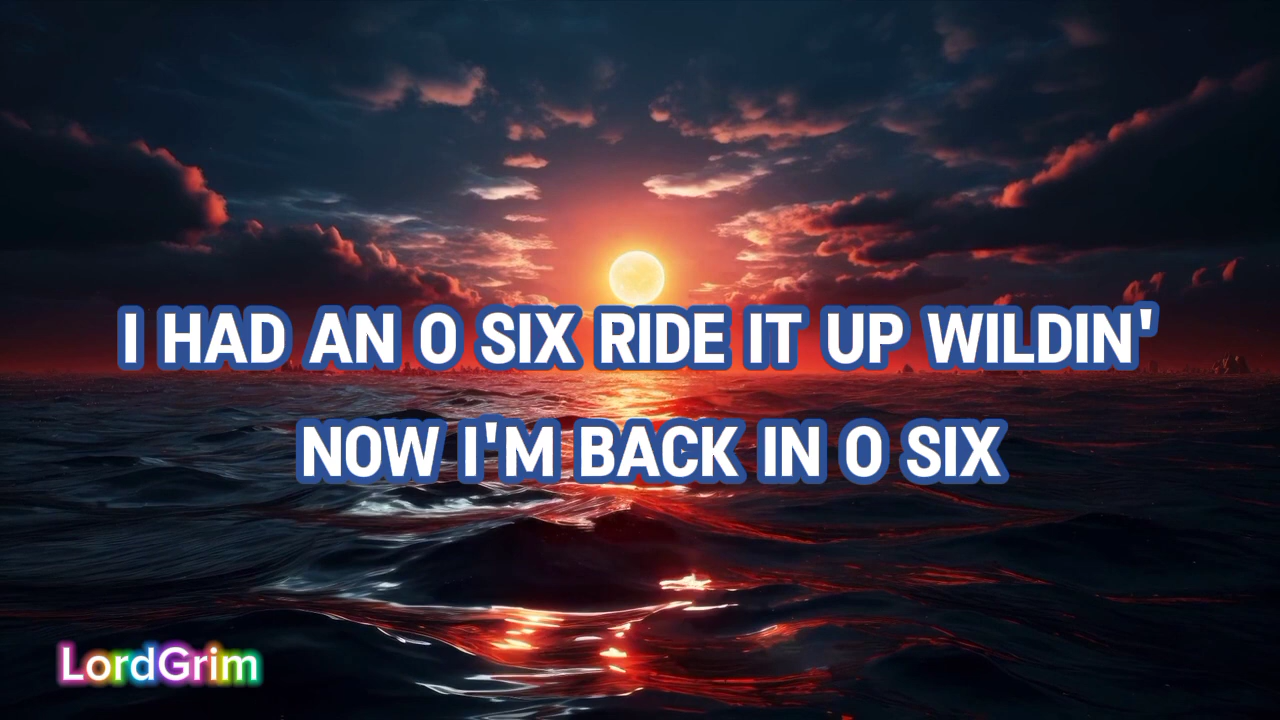 I HAD AN O SIX RIDE IT UP WILDIN'
NOW I'M BACK IN O SIX
LordGrim